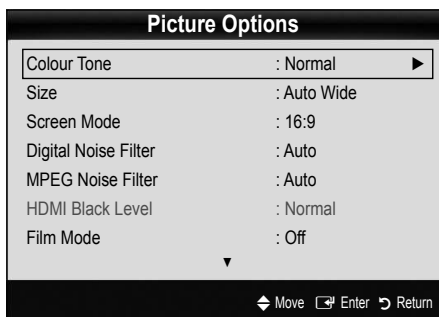 Picture Options
Colour Tone : Normal ►
Size : Auto Wide
Screen Mode : 16:9
Digital Noise Filter : Auto
MPEG Noise Filter : Auto
HDMI Black Level : Normal
Film Mode : Off
▼
Move Enter Return